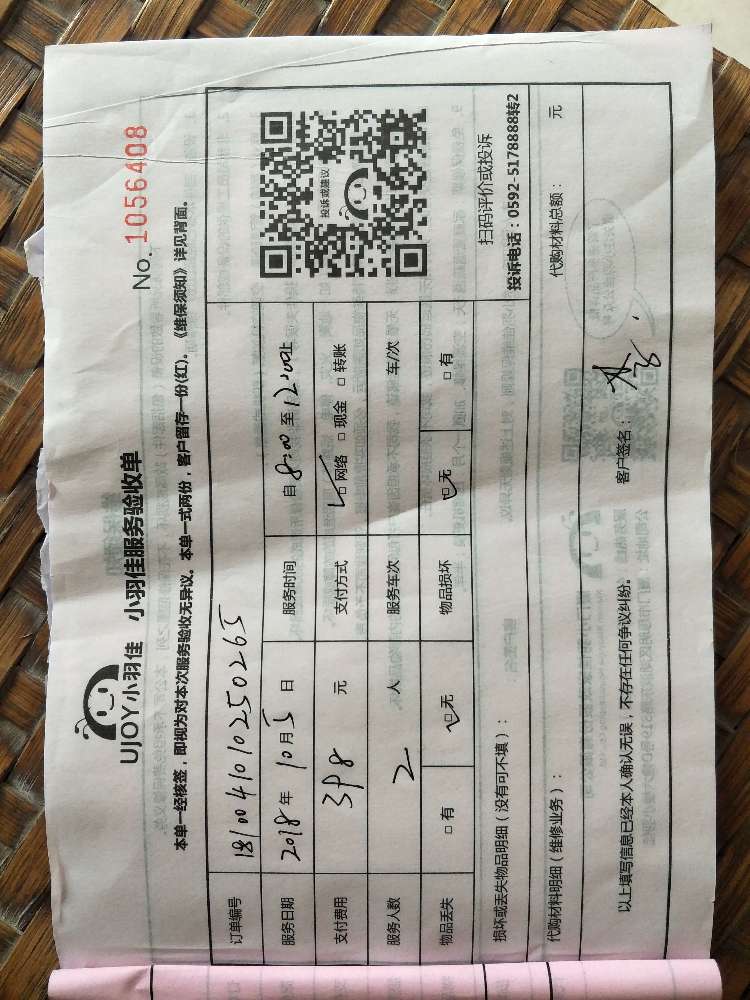 UJOY小羽佳 小羽佳服务验收单
No. 1056408
本单一经核签，即视为对本次服务验收无异议。本单一式两份，客户留存一份(红)。《维保须知》详见背面。
订单编号 1810041010250265
服务日期 2018年 10月5 日 服务时间 自 8:00 至 12:00止
支付费用 398 元 支付方式 ☑网络 □现金 □转账
服务人数 2 人 服务车次 车/次
物品丢失 □有 ☑无 物品损坏 ☑无 □有
投诉或建议
扫码评价或投诉
投诉电话：0592-5178888转2
损坏或丢失物品明细（没有可不填）：
代购材料明细（维修业务）： 代购材料总额： 元
以上填写信息已经本人确认无误，不存在任何争议纠纷。 客户签名：